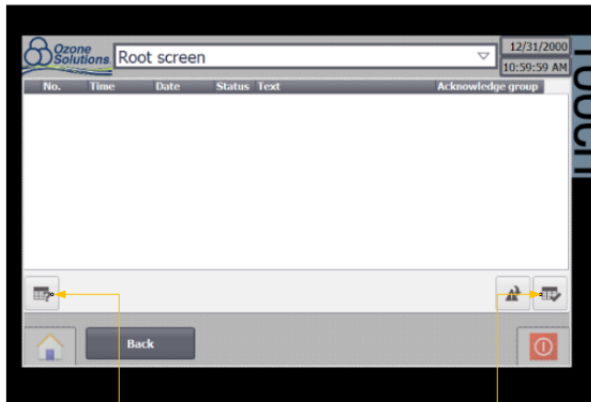 Ozone
Solutions
Root screen
12/31/2000
10:59:59 AM
No. Time Date Status Text Acknowledge group
Back
TOUCH